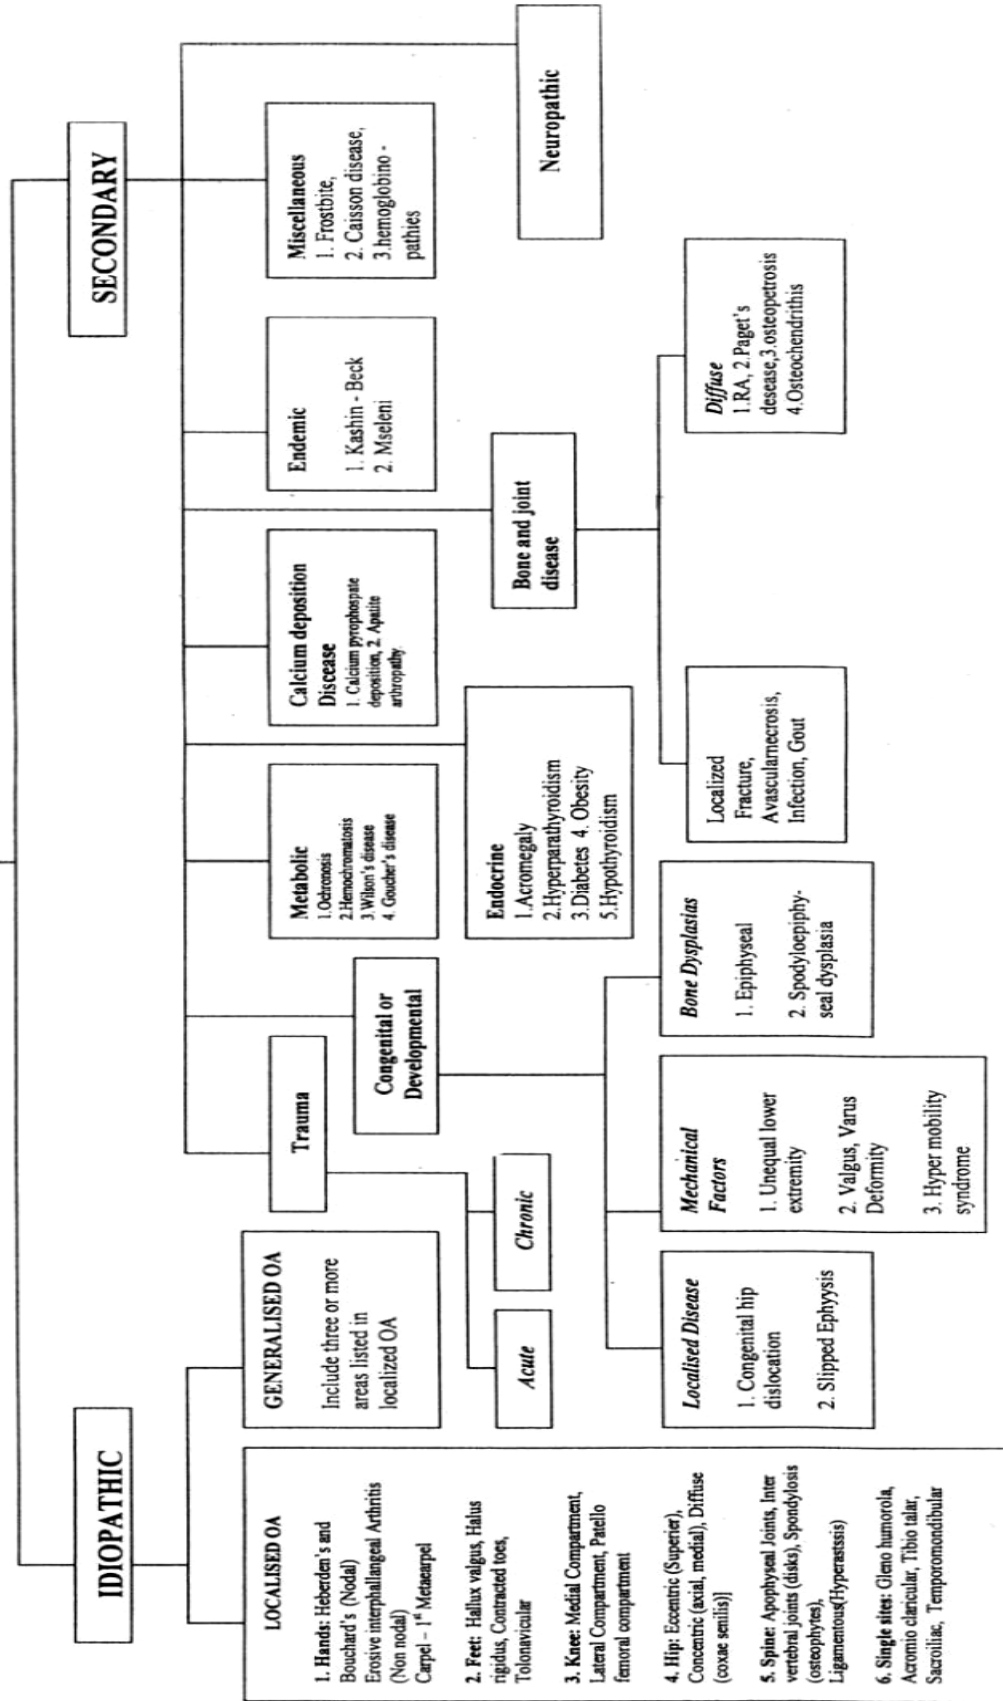 IDIOPATHIC
SECONDARY
LOCALISED OA
1. Hands: Heberden's and
Bouchard's (Nodal)
Erosive interphallangeal Arthritis
(Non nodal)
Carpel – 1st Metaearpel
2. Feet: Hallux valgus, Halus
rigidus, Contracted toes,
Tolonavicular
3. Knee: Medial Compartment,
Lateral Compartment, Patello
femoral compartment
4. Hip: Eccentric (Superier),
Concentric (axial, medial), Diffuse
(coxae senilis)]
5. Spine: Apophyseal Joints, Inter
vertebral joints (disks), Spondylosis
(osteophytes),
Ligamentous(Hyperastssis)
6. Single sites: Gleno humorola,
Acromio claricular, Tibio talar,
Sacroiliac, Temporomondibular
GENERALISED OA
Include three or more
areas listed in
localized OA
Trauma
Acute
Chronic
Congenital or
Developmental
Localised Disease
1. Congenital hip
dislocation
2. Slipped Ephyysis
Mechanical
Factors
1. Unequal lower
extremity
2. Valgus, Varus
Deformity
3. Hyper mobility
syndrome
Bone Dysplasias
1. Epiphyseal
2. Spodyloepiphy-
seal dysplasia
Metabolic
1.Ochronosis
2.Hemochromatosis
3.Wilson's disease
4. Goucher's disease
Endocrine
1.Acromegaly
2.Hyperparathyroidism
3.Diabetes 4. Obesity
5.Hypothyroidism
Calcium deposition
Discease
1. Calcium pyrophospate
deposition, 2. Apatite
arthropathy.
Endemic
1. Kashin - Beck
2. Mseleni
Bone and joint
disease
Localized
Fracture,
Avascularnecrosis,
Infection, Gout
Diffuse
1.RA, 2.Paget's
desease,3.osteopetrosis
4.Osteochendrithis
Miscellaneous
1. Frostbite,
2. Caisson disease,
3.hemoglobino -
pathies
Neuropathic